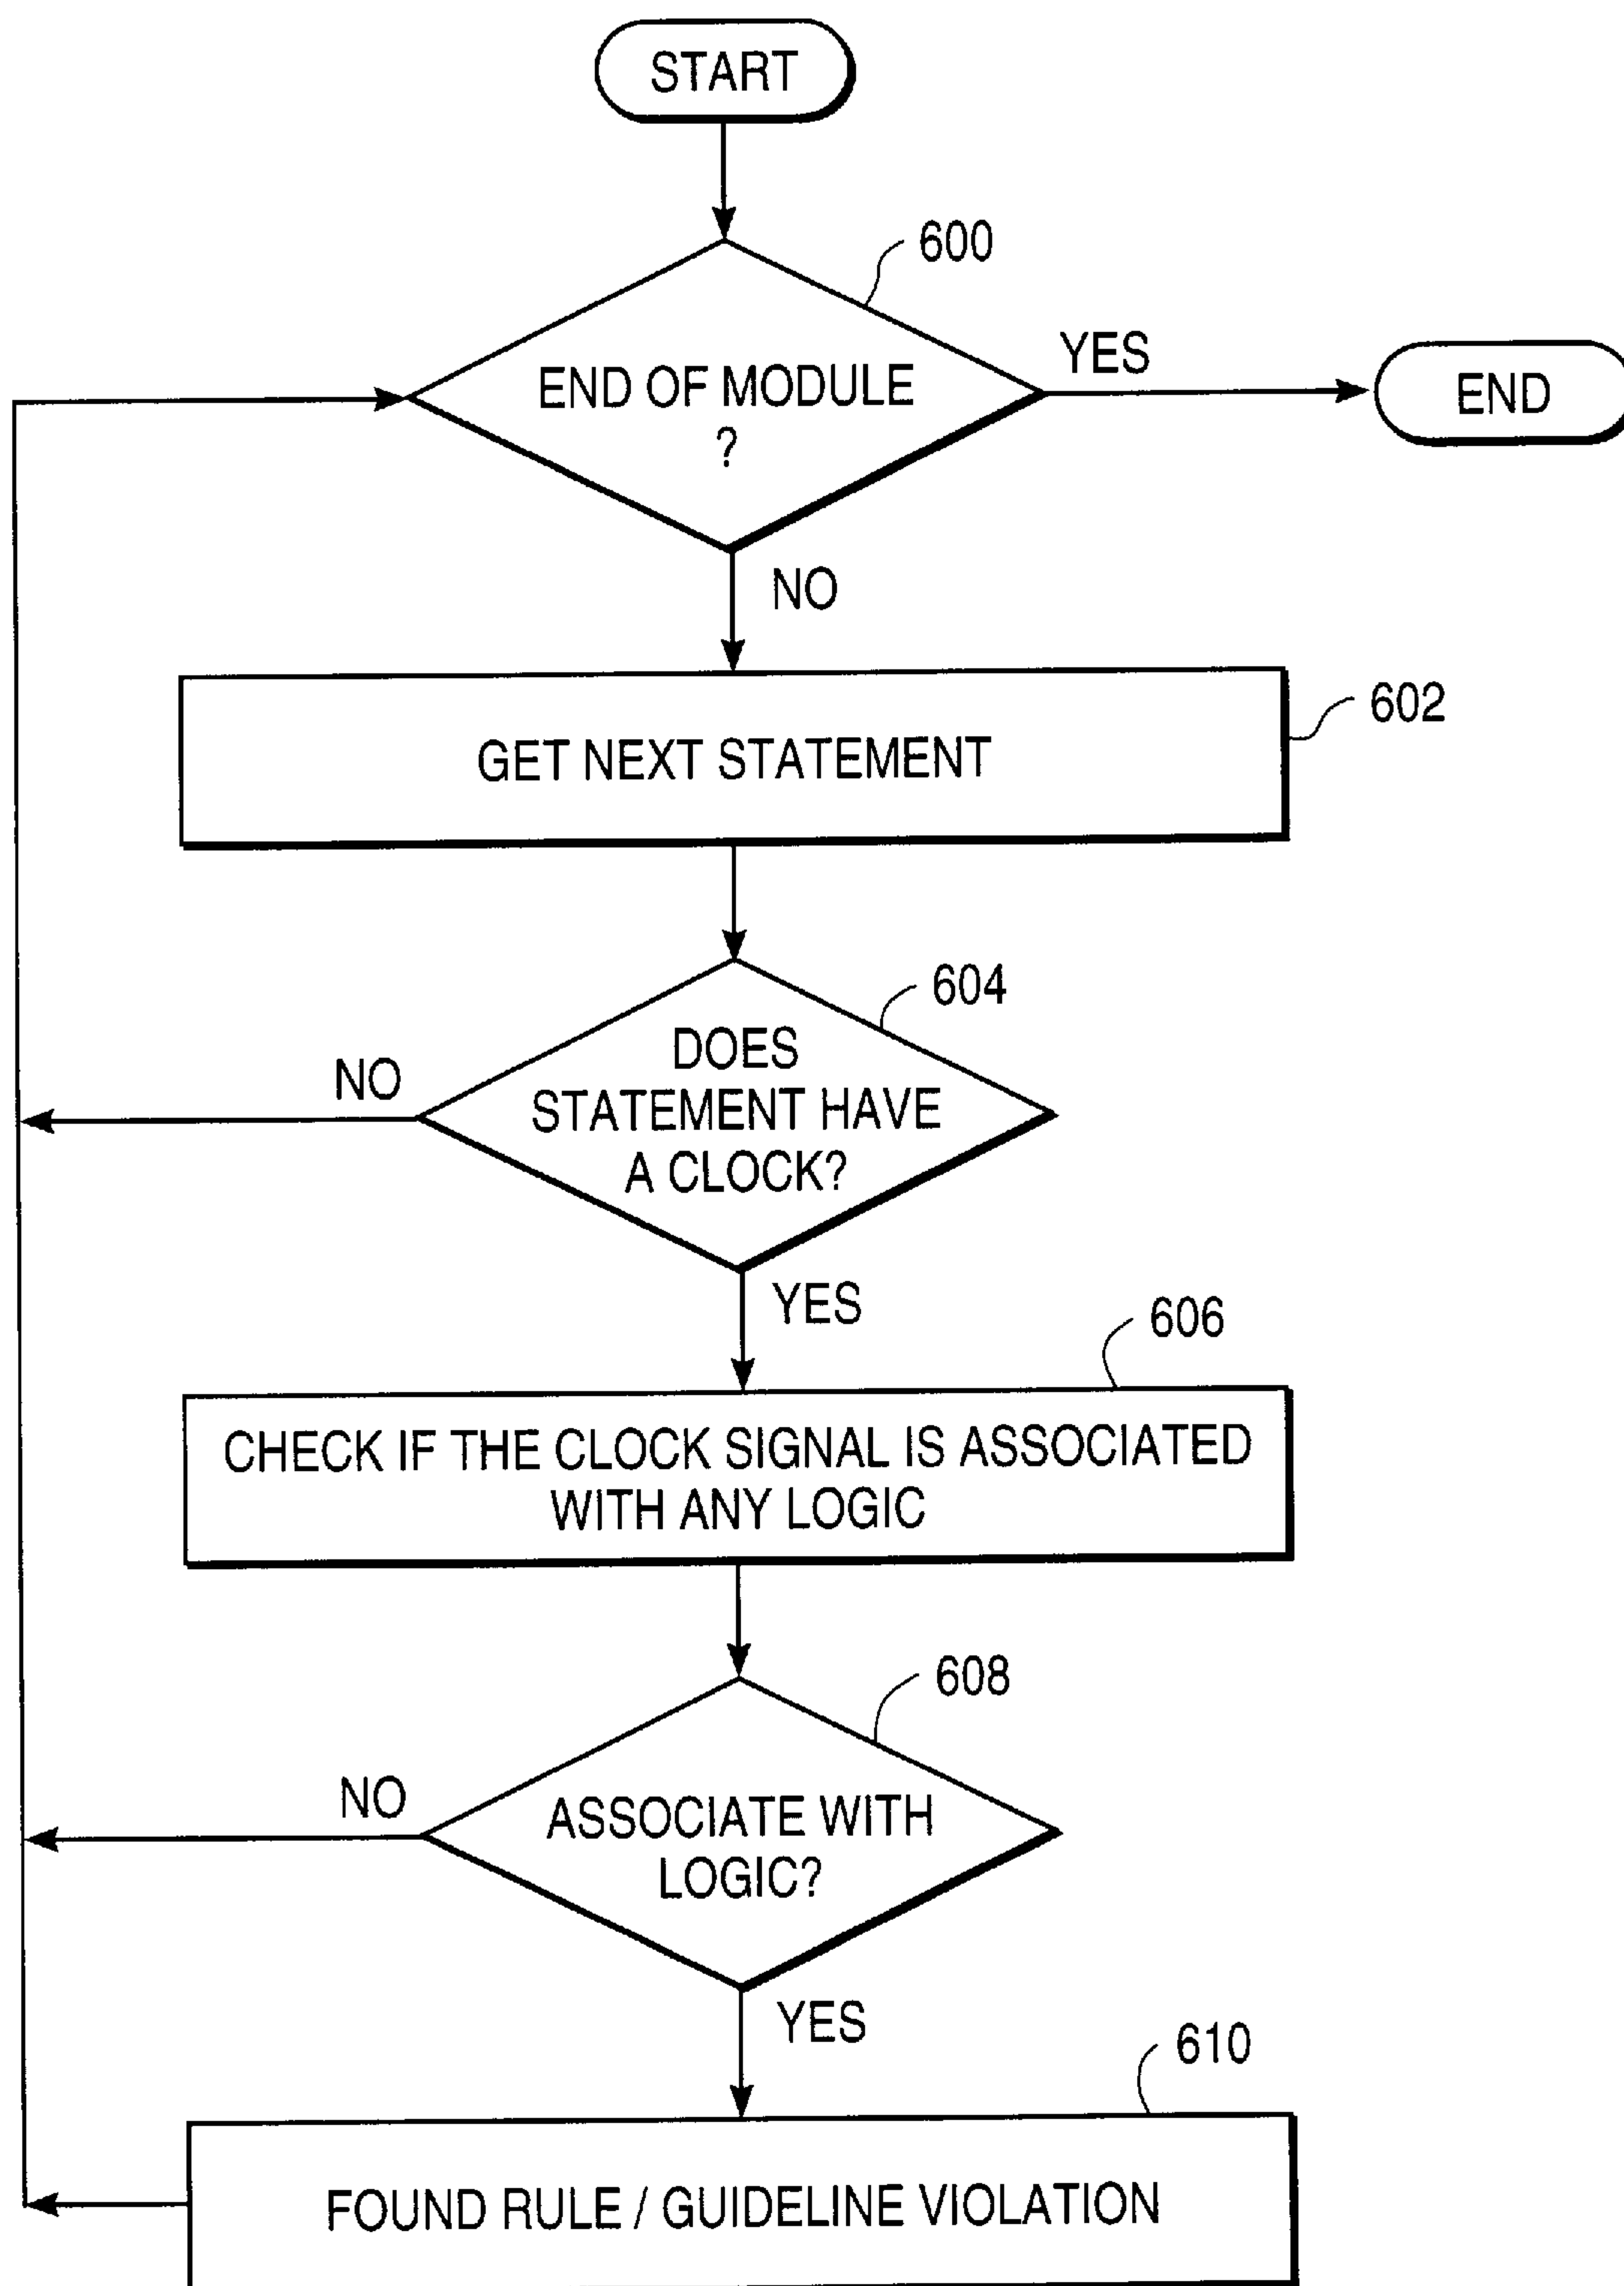 START
600
END OF MODULE
?
YES
END
NO
GET NEXT STATEMENT
602
604
DOES
STATEMENT HAVE
A CLOCK?
NO
YES
606
CHECK IF THE CLOCK SIGNAL IS ASSOCIATED
WITH ANY LOGIC
608
ASSOCIATE WITH
LOGIC?
NO
YES
610
FOUND RULE / GUIDELINE VIOLATION